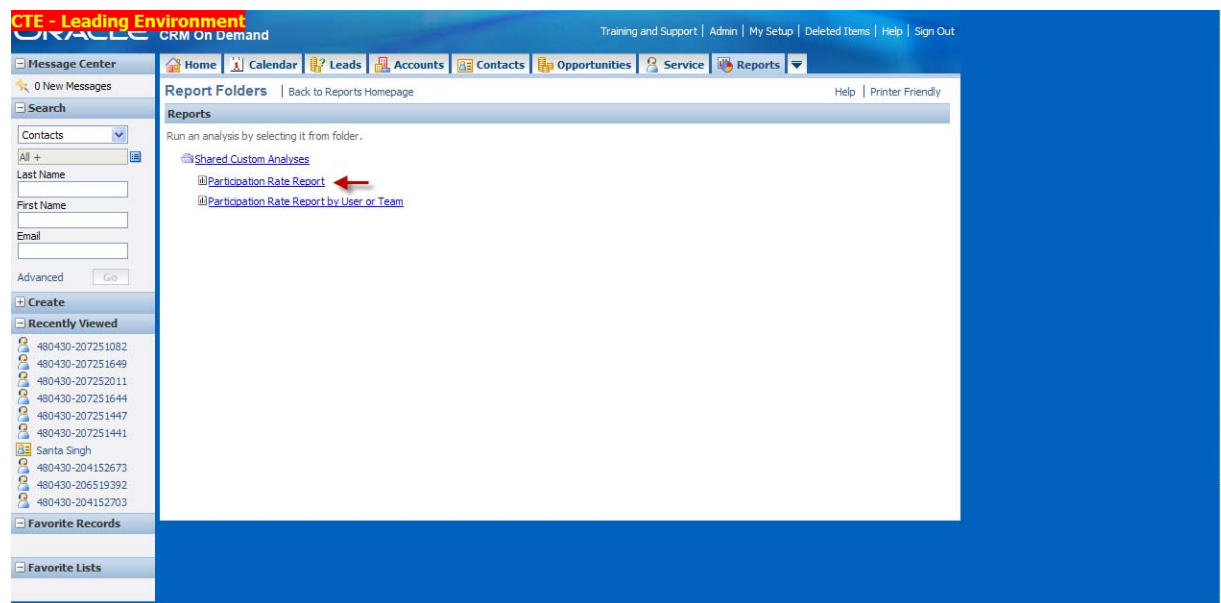 CTE - Leading Environment
ORACLE
CRM On Demand
Training and Support | Admin | My Setup | Deleted Items | Help | Sign Out
Message Center
0 New Messages
Search
Contacts
All +
Last Name
First Name
Email
Advanced Go
Create
Recently Viewed
480430-207251082
480430-207251649
480430-207252011
480430-207251644
480430-207251447
480430-207251441
Santa Singh
480430-204152673
480430-206519392
480430-204152703
Favorite Records
Favorite Lists
Home Calendar Leads Accounts Contacts Opportunities Service Reports
Report Folders | Back to Reports Homepage Help | Printer Friendly
Reports
Run an analysis by selecting it from folder.
Shared Custom Analyses
Participation Rate Report
Participation Rate Report by User or Team